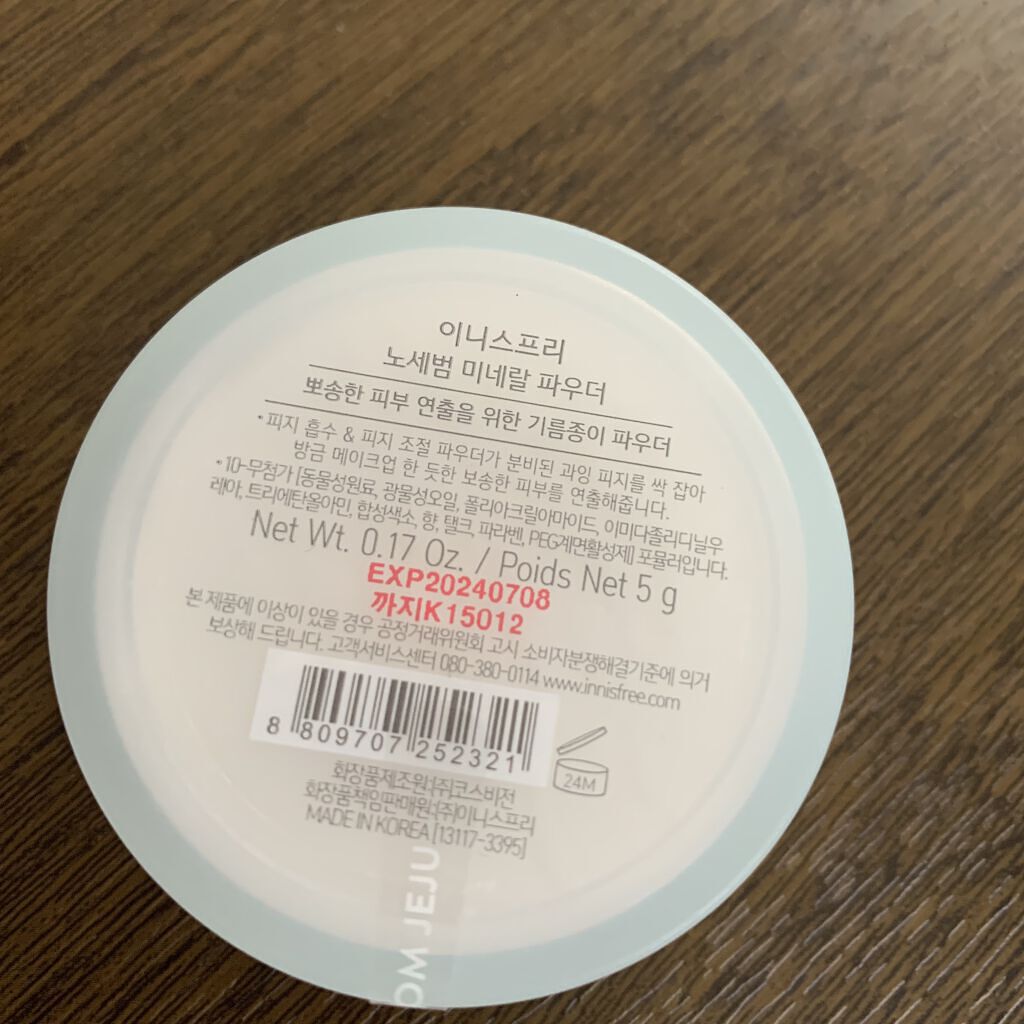 이니스프리
노세범 미네랄 파우더
뽀송한 피부 연출을 위한 기름종이 파우더
•피지 흡수 & 피지 조절 파우더가 분비된 과잉 피지를 싹 잡아
방금 메이크업 한 듯한 보송한 피부를 연출해줍니다.
•10-무첨가 [동물성원료, 광물성오일, 폴리아크릴아마이드, 이미다졸리디닐우
레아, 트리에탄올아민, 합성색소, 향, 탤크, 파라벤, PEG계면활성제] 포뮬러입니다.
Net Wt. 0.17 Oz. / Poids Net 5 g
EXP20240708
까지K15012
본 제품에 이상이 있을 경우 공정거래위원회 고시 소비자분쟁해결기준에 의거
보상해 드립니다. 고객서비스센터 080-380-0114 www.innisfree.com
8 809707 252321
24M
화장품제조원:(주)코스비전
화장품책임판매원:(주)이니스프리
MADE IN KOREA [13117-3395]
OM JEJU